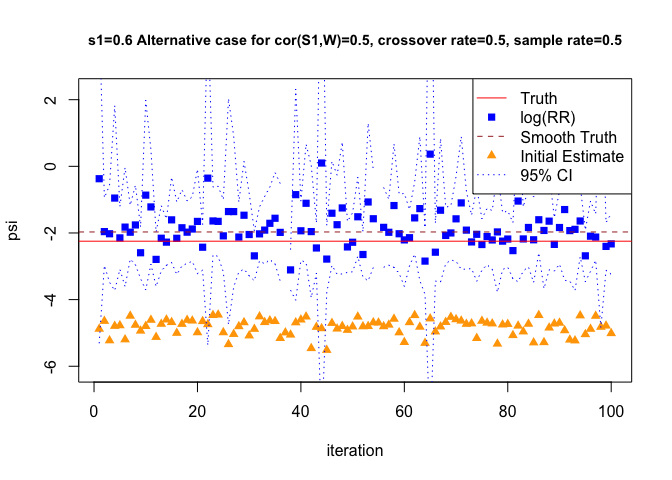 s1=0.6 Alternative case for cor(S1,W)=0.5, crossover rate=0.5, sample rate=0.5
psi
2
0
-2
-4
-6
Truth
log(RR)
Smooth Truth
Initial Estimate
95% CI
0
20
40
60
80
100
iteration